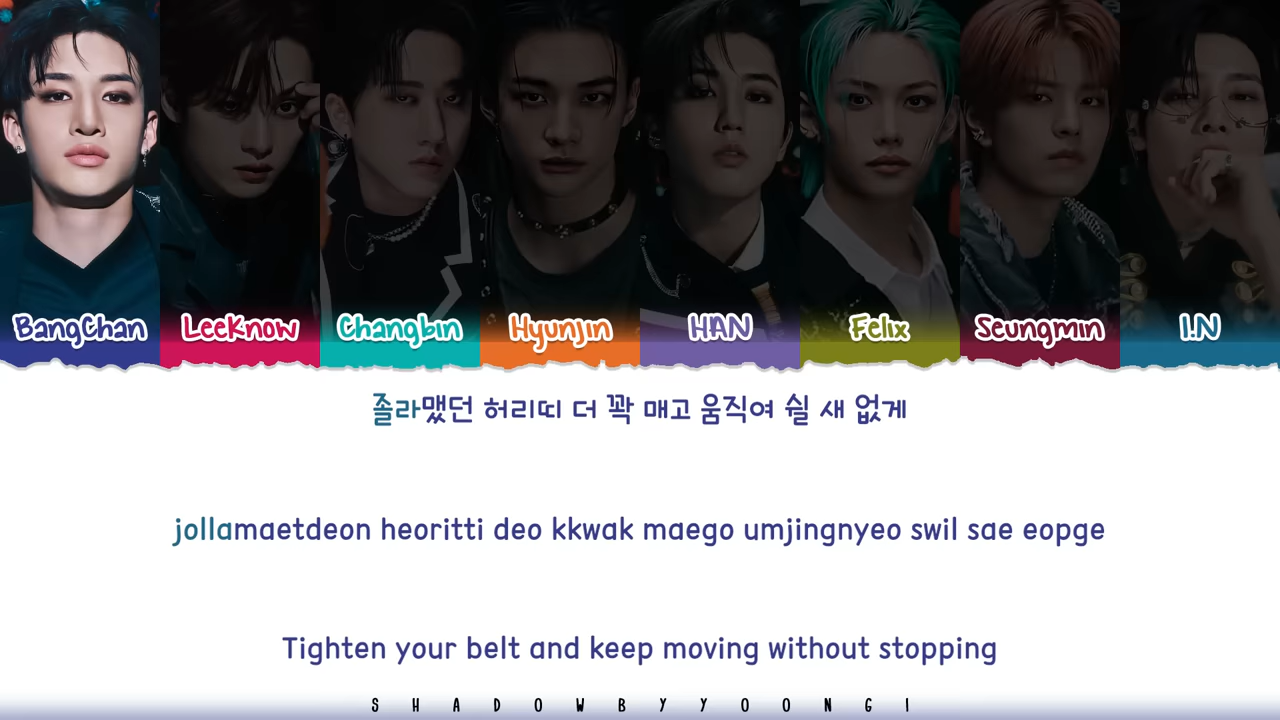 BangChan LeeKnow Changbin Hyunjin HAN Felix Seungmin I.N
졸라맸던 허리띠 더 꽉 매고 움직여 쉴 새 없게
jollamaetdeon heoritti deo kkwak maego umjingnyeo swil sae eopge
Tighten your belt and keep moving without stopping
SHADOWBYYOONGI